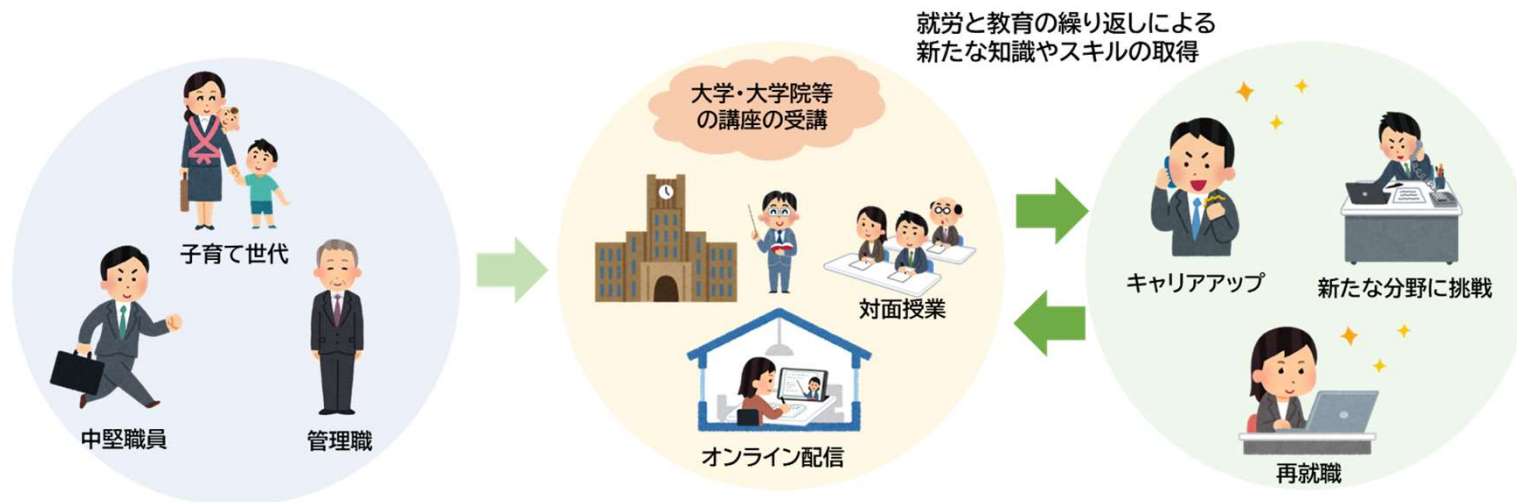 就労と教育の繰り返しによる
新たな知識やスキルの取得
大学・大学院等
の講座の受講
子育て世代
中堅職員
管理職
対面授業
オンライン配信
キャリアアップ
新たな分野に挑戦
再就職